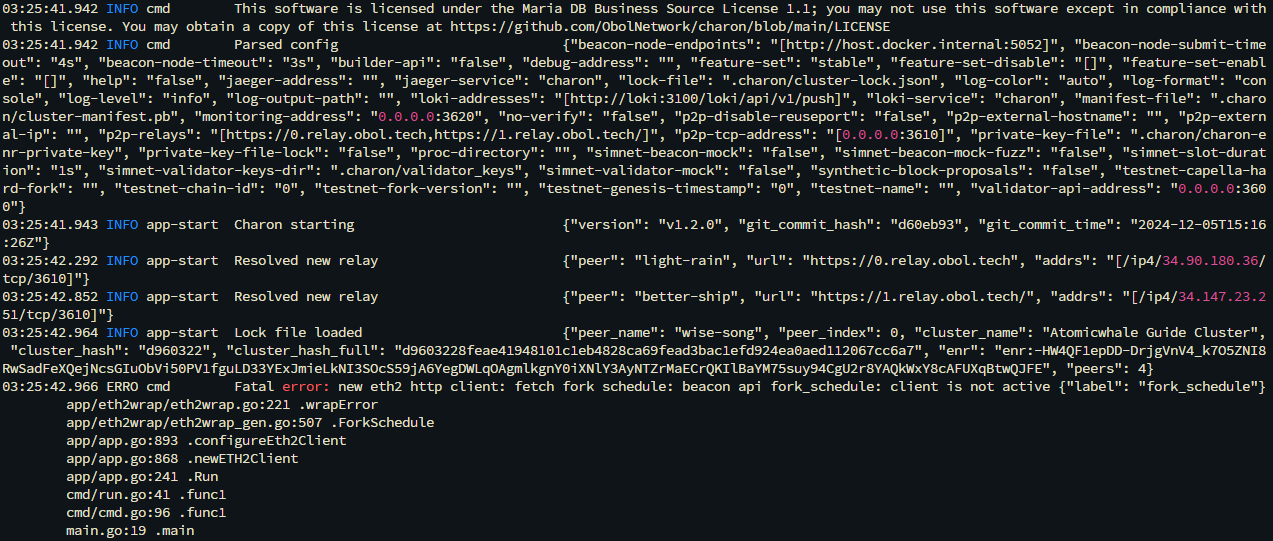 03:25:41.942 INFO cmd        This software is licensed under the Maria DB Business Source License 1.1; you may not use this software except in compliance with
 this license. You may obtain a copy of this license at https://github.com/ObolNetwork/charon/blob/main/LICENSE
03:25:41.942 INFO cmd        Parsed config                            {"beacon-node-endpoints": "[http://host.docker.internal:5052]", "beacon-node-submit-time
out": "4s", "beacon-node-timeout": "3s", "builder-api": "false", "debug-address": "", "feature-set": "stable", "feature-set-disable": "[]", "feature-set-enabl
e": "[]", "help": "false", "jaeger-address": "", "jaeger-service": "charon", "lock-file": ".charon/cluster-lock.json", "log-color": "auto", "log-format": "con
sole", "log-level": "info", "log-output-path": "", "loki-addresses": "[http://loki:3100/loki/api/v1/push]", "loki-service": "charon", "manifest-file": ".charo
n/cluster-manifest.pb", "monitoring-address": "0.0.0.0:3620", "no-verify": "false", "p2p-disable-reuseport": "false", "p2p-external-hostname": "", "p2p-extern
al-ip": "", "p2p-relays": "[https://0.relay.obol.tech,https://1.relay.obol.tech/]", "p2p-tcp-address": "[0.0.0.0:3610]", "private-key-file": ".charon/charon-
enr-private-key", "private-key-file-lock": "false", "proc-directory": "", "simnet-beacon-mock": "false", "simnet-beacon-mock-fuzz": "false", "simnet-slot-durat
ion": "1s", "simnet-validator-keys-dir": ".charon/validator_keys", "simnet-validator-mock": "false", "synthetic-block-proposals": "false", "testnet-capella-ha
rd-fork": "", "testnet-chain-id": "0", "testnet-fork-version": "", "testnet-genesis-timestamp": "0", "testnet-name": "", "validator-api-address": "0.0.0.0:360
0"}
03:25:41.943 INFO app-start  Charon starting                          {"version": "v1.2.0", "git_commit_hash": "d60eb93", "git_commit_time": "2024-12-05T15:16
:26Z"}
03:25:42.292 INFO app-start  Resolved new relay                       {"peer": "light-rain", "url": "https://0.relay.obol.tech", "addrs": "[/ip4/34.90.180.36/
tcp/3610]"}
03:25:42.852 INFO app-start  Resolved new relay                       {"peer": "better-ship", "url": "https://1.relay.obol.tech/", "addrs": "[/ip4/34.147.23.2
51/tcp/3610]"}
03:25:42.964 INFO app-start  Lock file loaded                         {"peer_name": "wise-song", "peer_index": 0, "cluster_name": "Atomicwhale Guide Cluster",
 "cluster_hash": "d960322", "cluster_hash_full": "d9603228feae41948101c1eb4828ca69fead3bac1efd924ea0aed112067cc6a7", "enr": "enr:-HW4QF1epDD-DrjgVnV4_k7O5ZNI8
RwSadFeXQejNcsGIuObVi50PV1fguLD33YExJmieLkNI3SOcS59jA6YegDWLqOAgmlkgnY0iXNlY3AyNTZrMaECrQKIlBaYM75suy94CgU2r8YAQkWxY8cAFUXqBtwQJFE", "peers": 4}
03:25:42.966 ERRO cmd        Fatal error: new eth2 http client: fetch fork schedule: beacon api fork_schedule: client is not active {"label": "fork_schedule"}
        app/eth2wrap/eth2wrap.go:221 .wrapError
        app/eth2wrap/eth2wrap_gen.go:507 .ForkSchedule
        app/app.go:893 .configureEth2Client
        app/app.go:868 .newETH2Client
        app/app.go:241 .Run
        cmd/run.go:41 .func1
        cmd/cmd.go:96 .func1
        main.go:19 .main